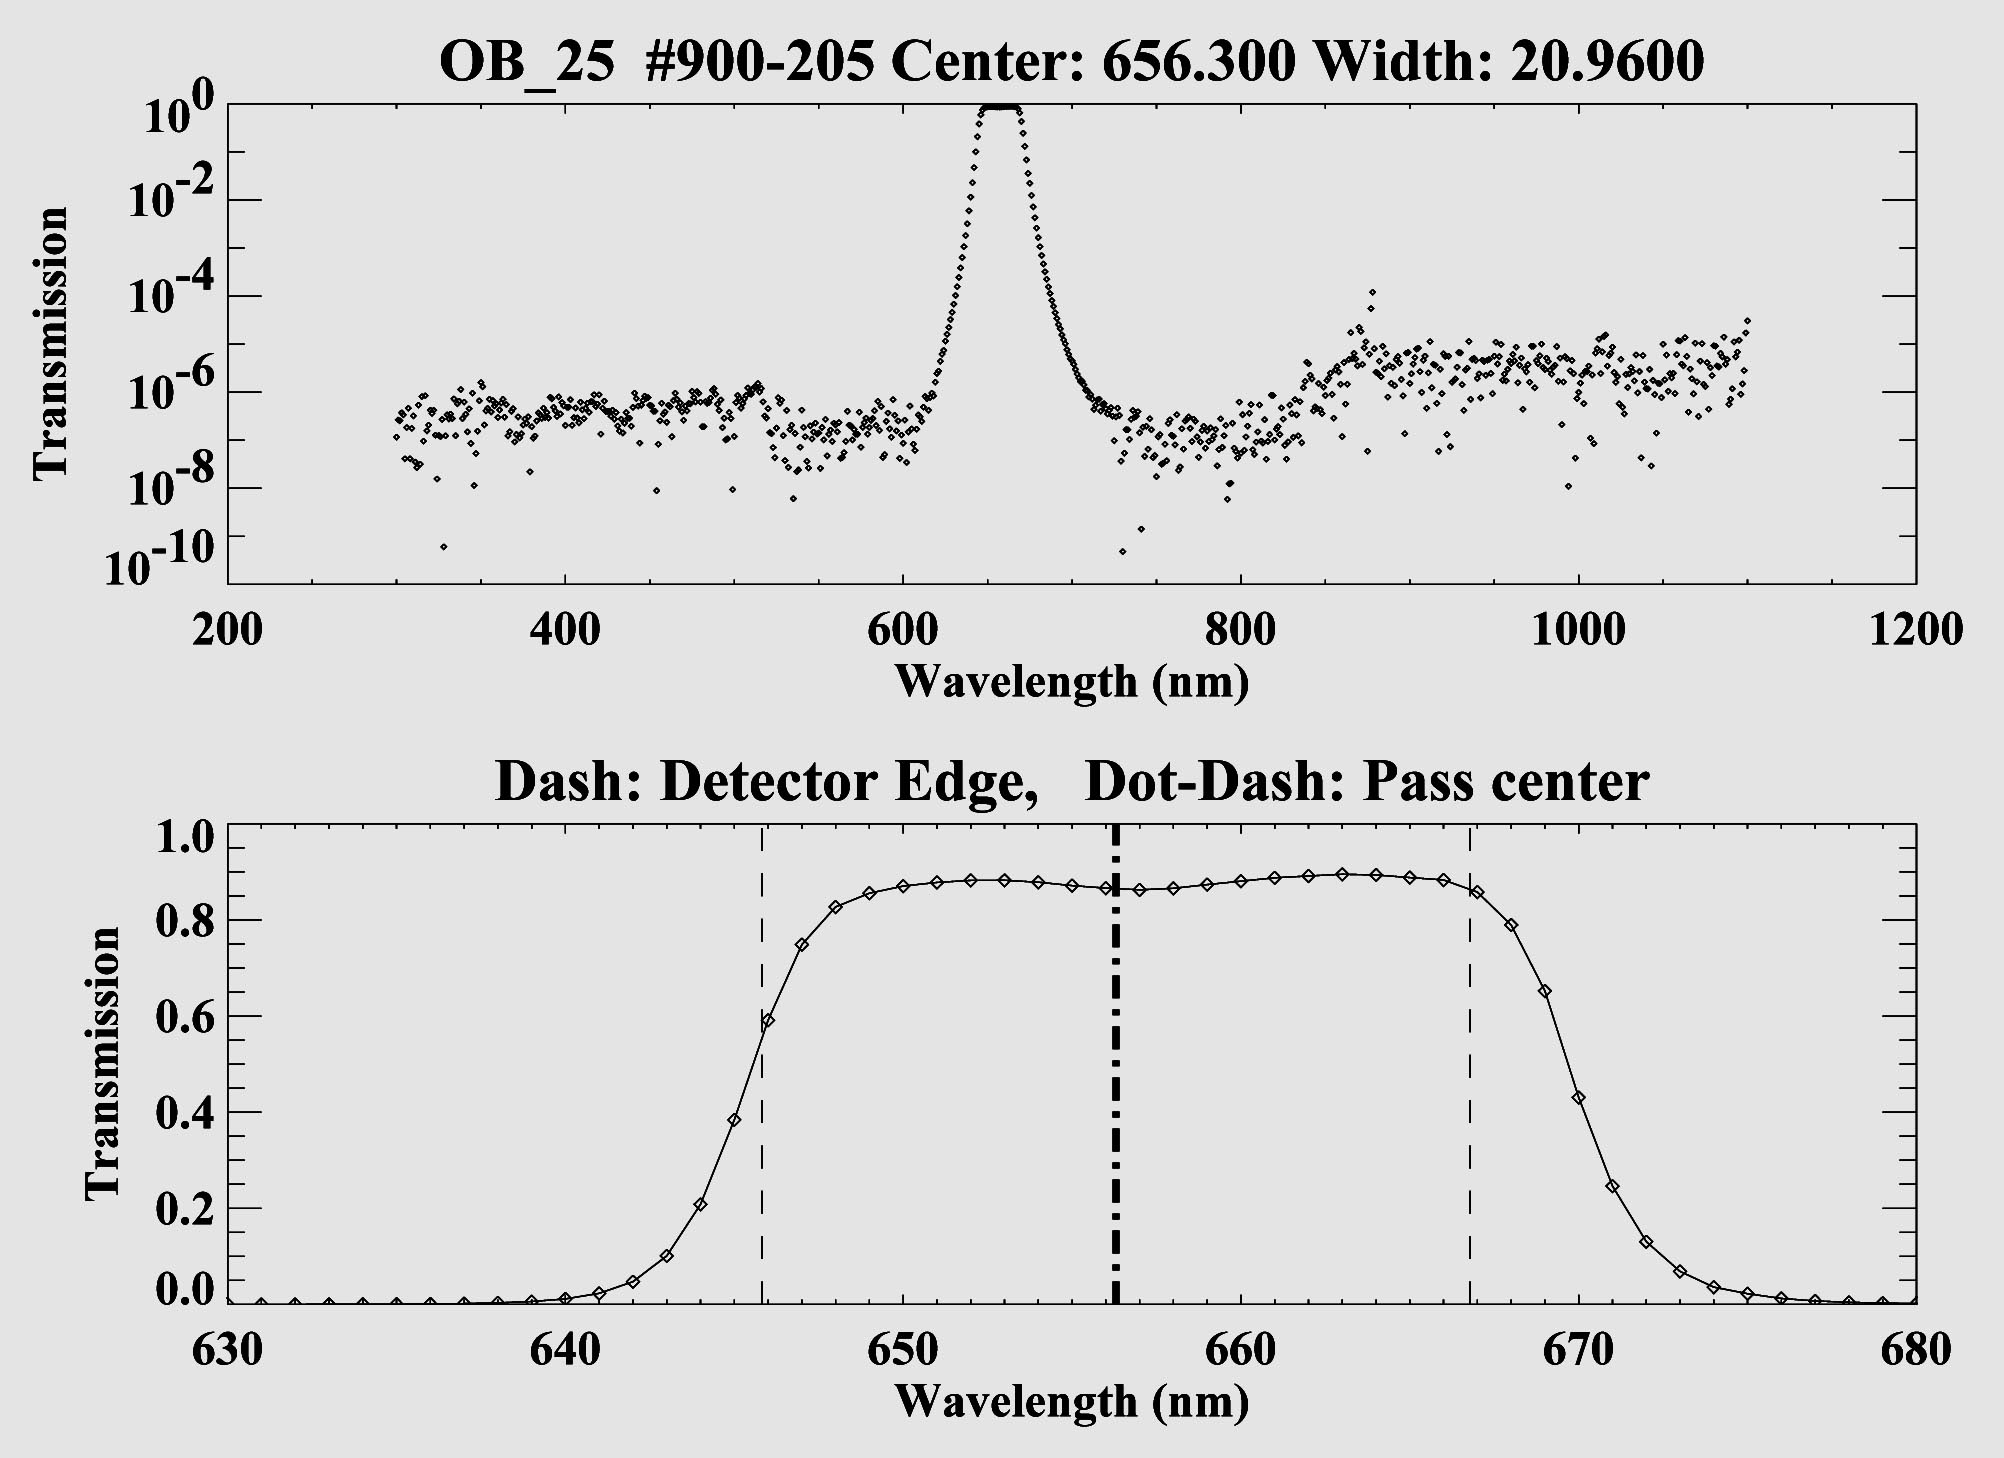 OB_25 #900-205 Center: 656.300 Width: 20.9600
Transmission
10^0
10^-2
10^-4
10^-6
10^-8
10^-10
200 400 600 800 1000 1200
Wavelength (nm)
Dash: Detector Edge, Dot-Dash: Pass center
Transmission
1.0
0.8
0.6
0.4
0.2
0.0
630 640 650 660 670 680
Wavelength (nm)